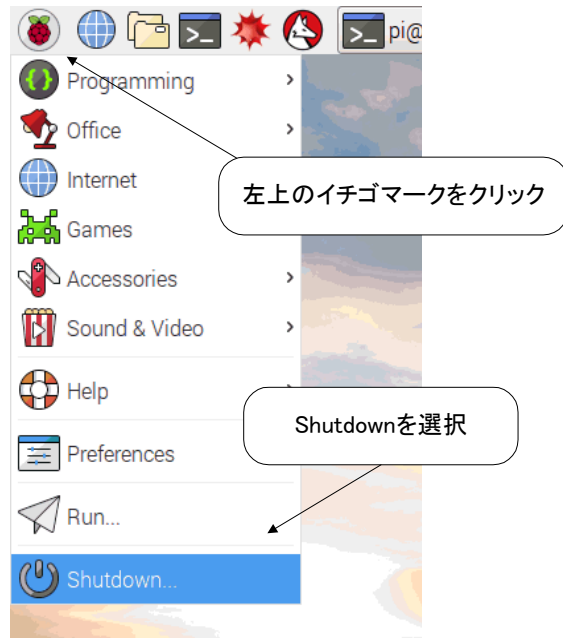 pi@
Programming
Office
Internet
左上のイチゴマークをクリック
Games
Accessories
Sound & Video
Help
Shutdownを選択
Preferences
Run...
Shutdown...